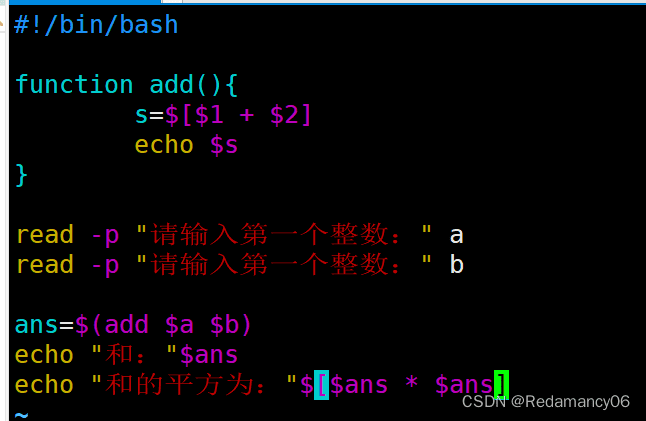 #!/bin/bash
function add(){
        s=$[$1 + $2]
        echo $s
}
read -p "请输入第一个整数：" a
read -p "请输入第一个整数：" b
ans=$(add $a $b)
echo "和："$ans
echo "和的平方为："$[$ans * $ans]
CSDN @Redamancy06
~